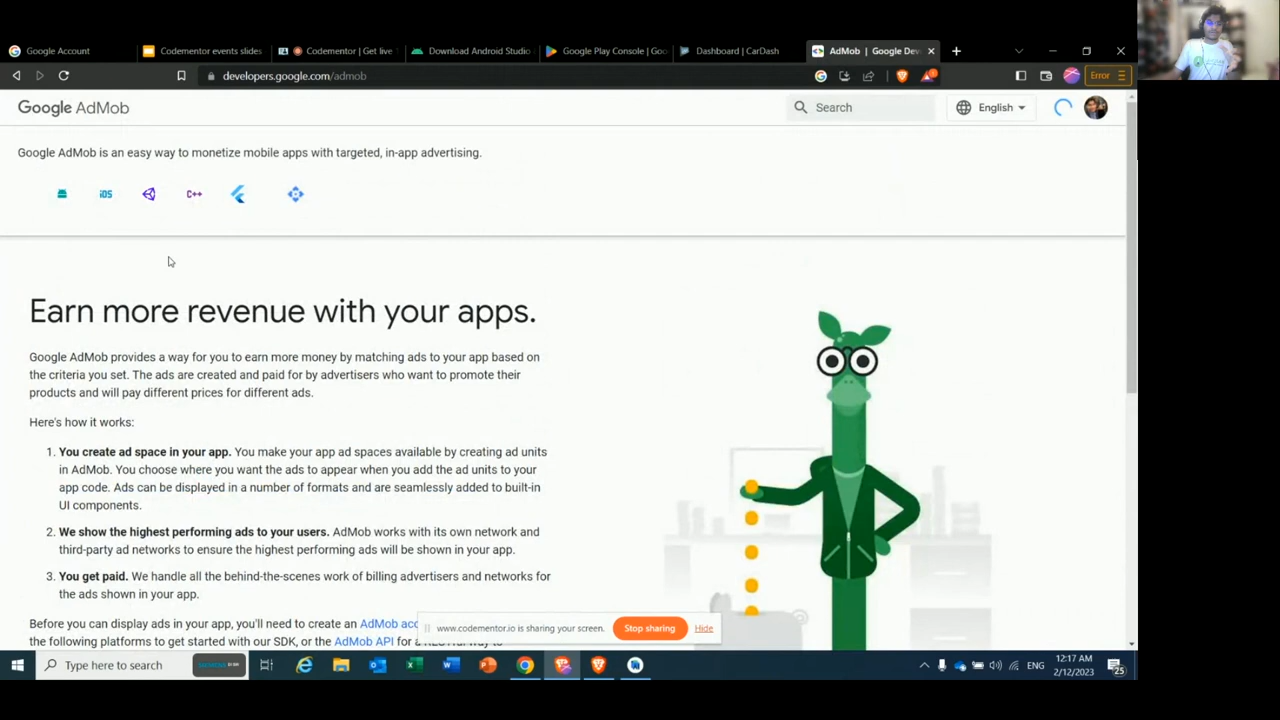 Google Account
Codementor events slides
Codementor | Get live
Download Android Studio
Google Play Console | Goo
Dashboard | CarDash
AdMob | Google Dev
developers.google.com/admob
Error
Google AdMob
Search
English
Google AdMob is an easy way to monetize mobile apps with targeted, in-app advertising.
iOS
C++
Earn more revenue with your apps.
Google AdMob provides a way for you to earn more money by matching ads to your app based on
the criteria you set. The ads are created and paid for by advertisers who want to promote their
products and will pay different prices for different ads.
Here's how it works:
1. You create ad space in your app. You make your app ad spaces available by creating ad units
in AdMob. You choose where you want the ads to appear when you add the ad units to your
app code. Ads can be displayed in a number of formats and are seamlessly added to built-in
UI components.
2. We show the highest performing ads to your users. AdMob works with its own network and
third-party ad networks to ensure the highest performing ads will be shown in your app.
3. You get paid. We handle all the behind-the-scenes work of billing advertisers and networks for
the ads shown in your app.
Before you can display ads in your app, you'll need to create an AdMob acc
the following platforms to get started with our SDK, or the AdMob API for a
www.codementor.io is sharing your screen.
Stop sharing
Hide
Type here to search
ENG
12:17 AM
2/12/2023
25